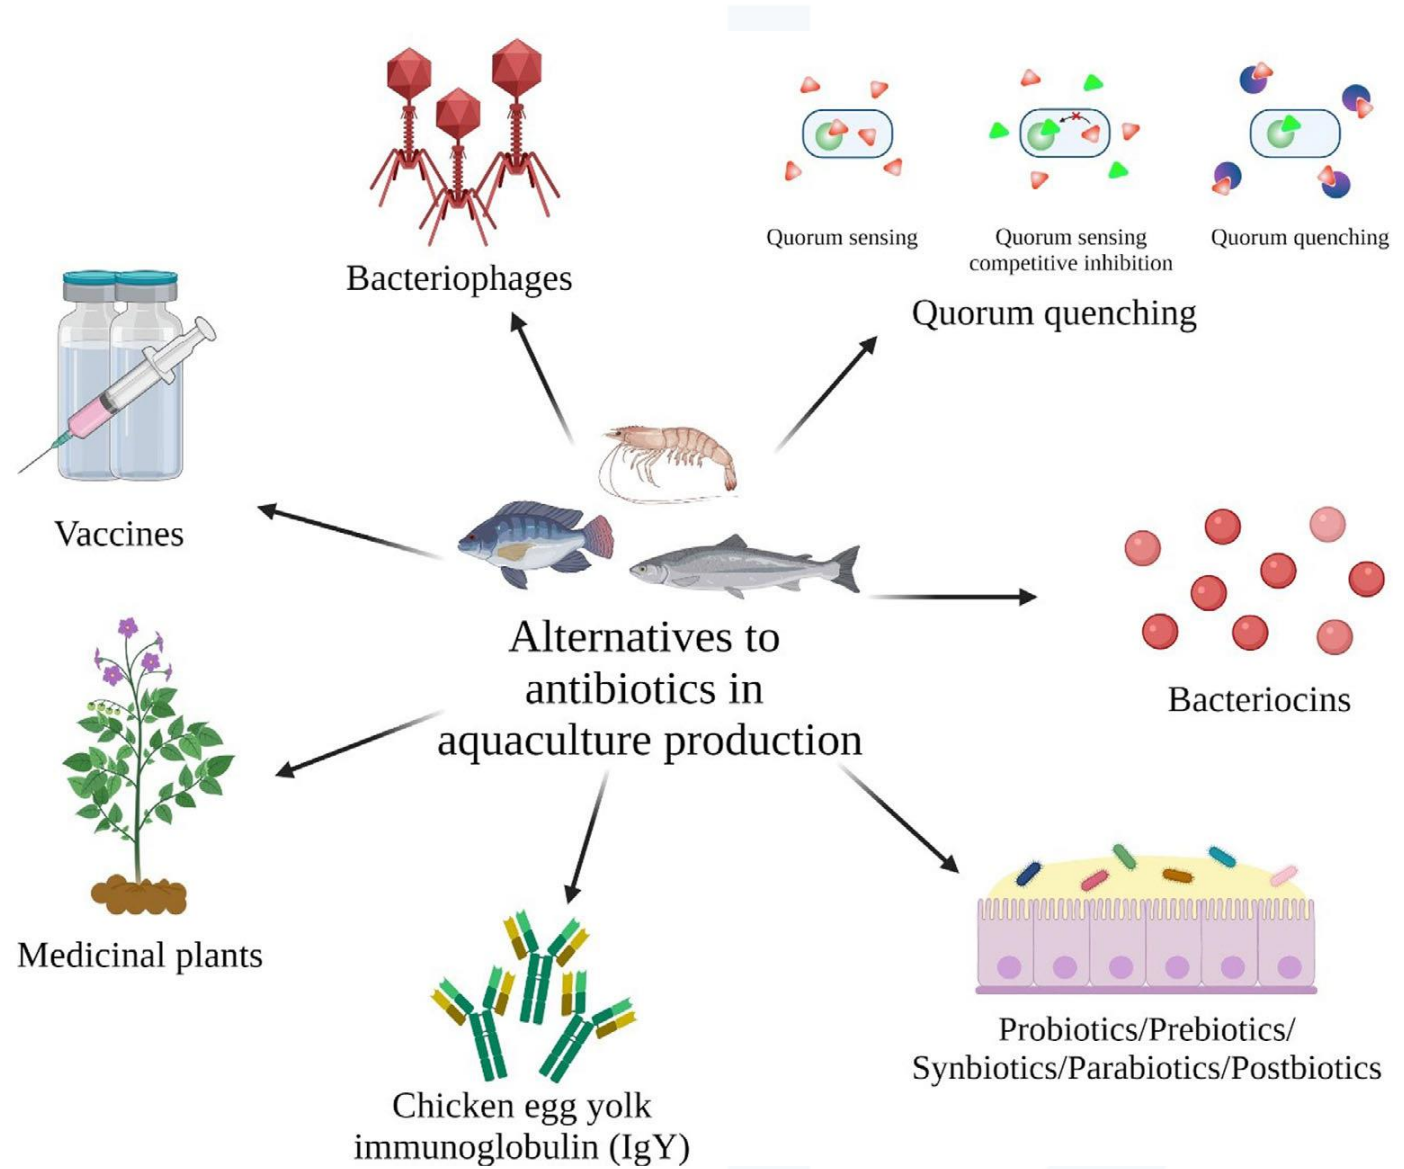 Bacteriophages
Quorum sensing
Quorum sensing
competitive inhibition
Quorum quenching
Quorum quenching
Vaccines
Alternatives to
antibiotics in
aquaculture production
Bacteriocins
Medicinal plants
Chicken egg yolk
immunoglobulin (IgY)
Probiotics/Prebiotics/
Synbiotics/Parabiotics/Postbiotics